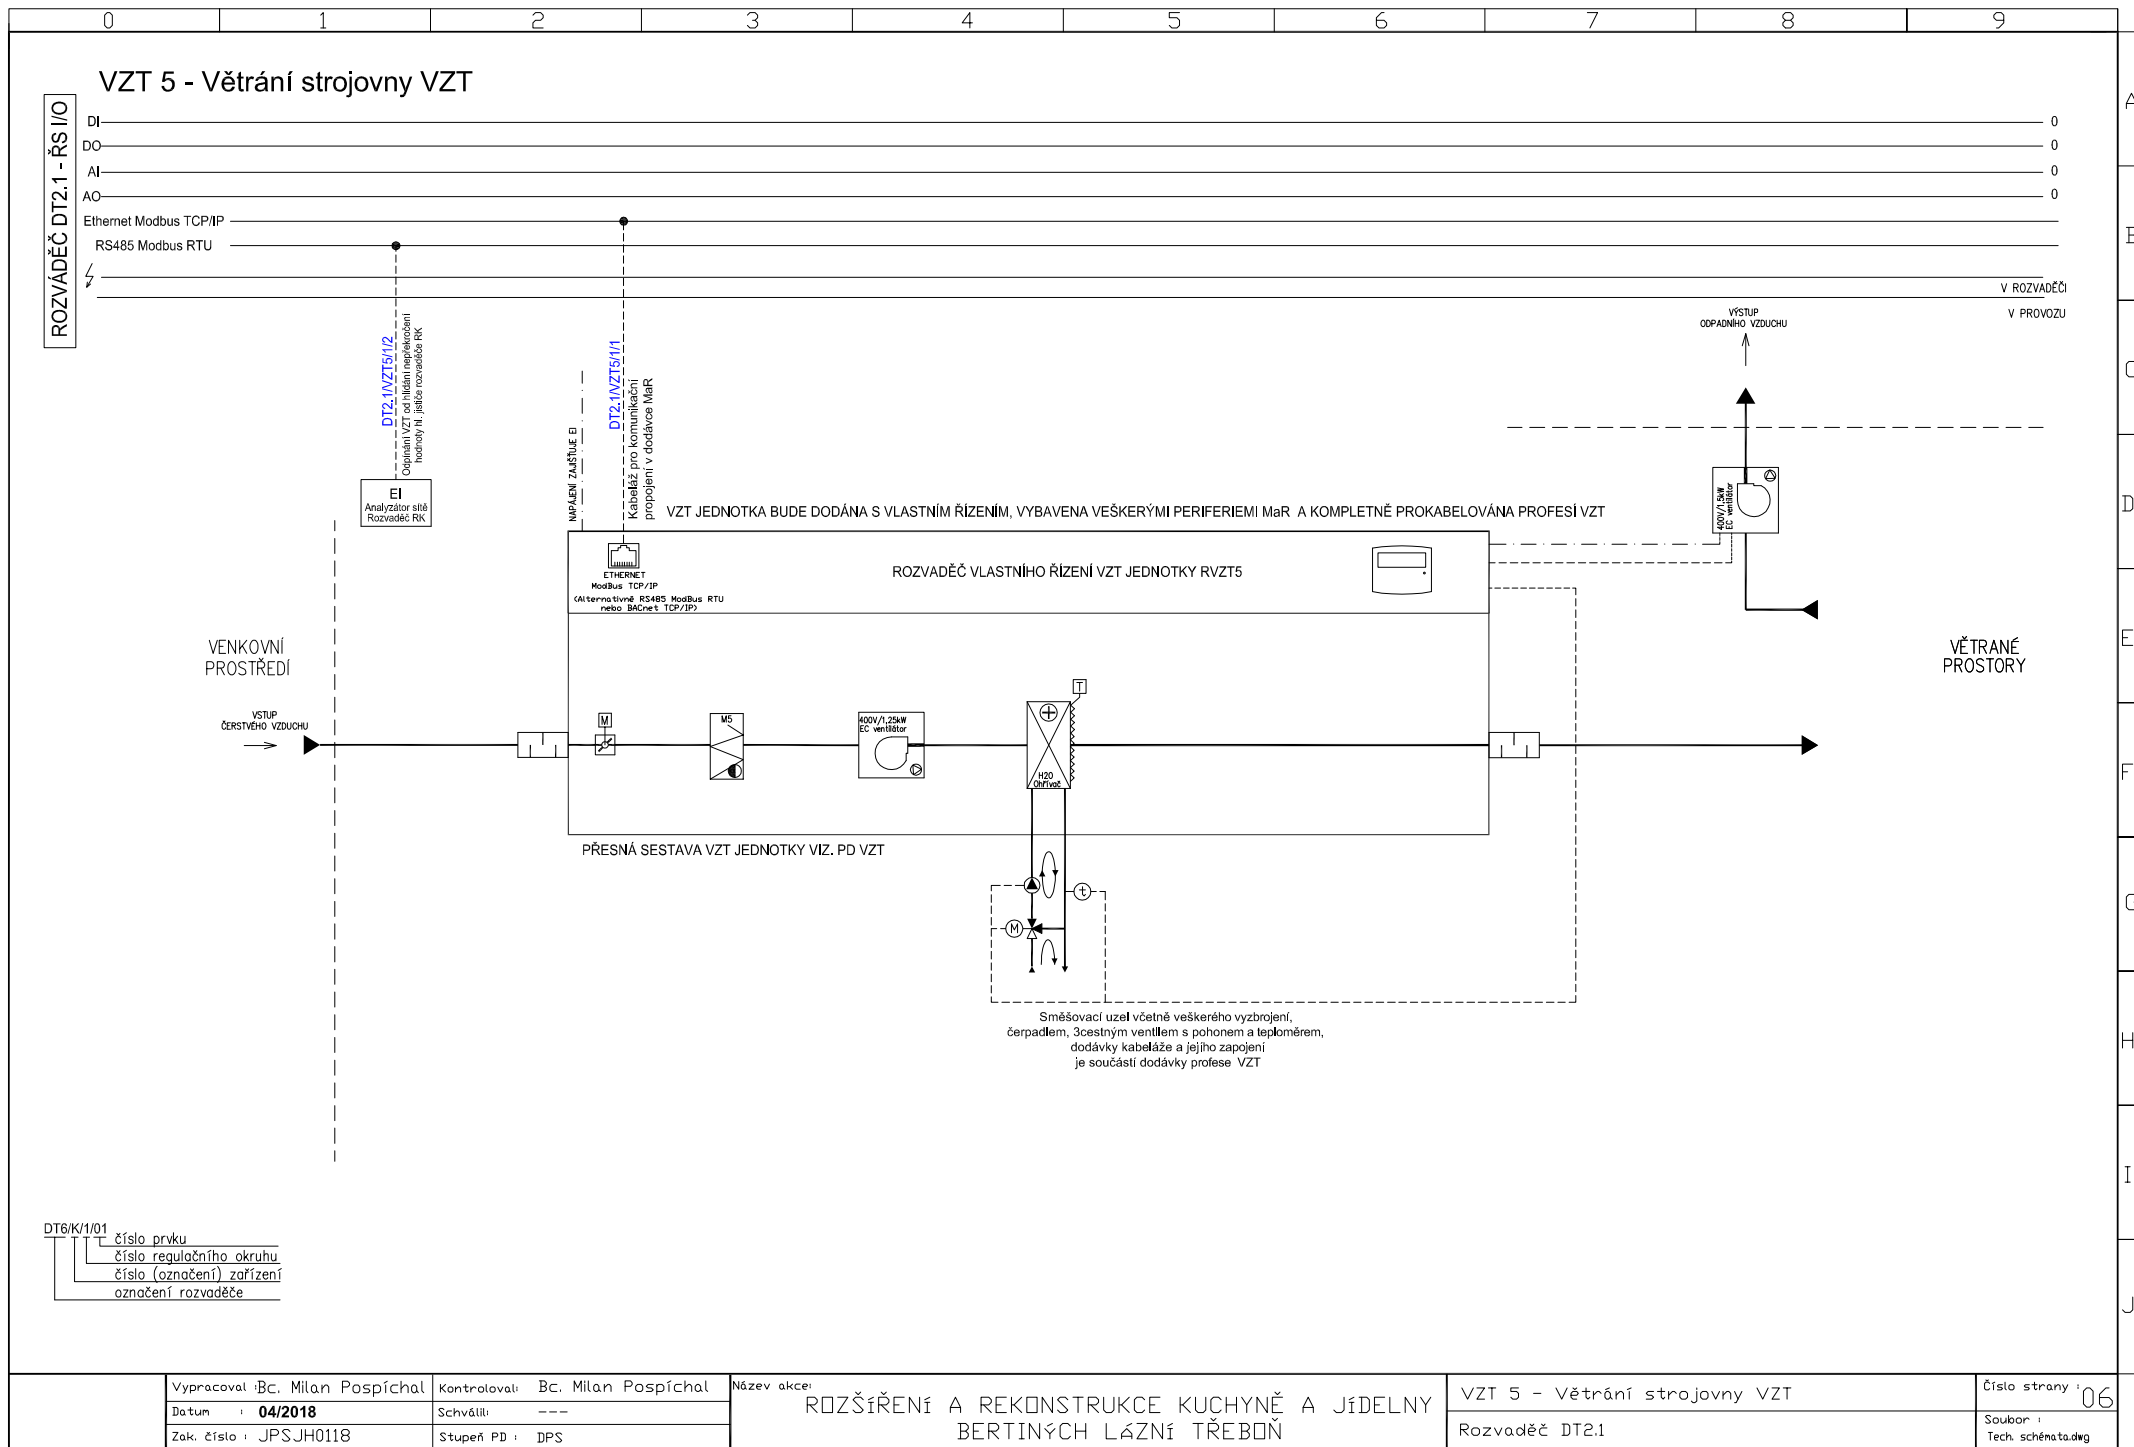 0 1 2 3 4 5 6 7 8 9
A
B
C
D
E
F
G
H
I
J
VZT 5 - Větrání strojovny VZT
ROZVÁDĚČ DT2.1 - ŘS I/O
DI 0
DO 0
AI 0
AO 0
Ethernet Modbus TCP/IP
RS485 Modbus RTU
V ROZVADĚČI
V PROVOZU
DT2.1/VZT5/1/2
Odpínání VZT od hlídání nepřekročení
hodnoty hl. jističe rozvaděče RK
EI
Analyzátor sítě
Rozvaděč RK
NAPÁJENÍ ZAJIŠŤUJE EI
DT2.1/VZT5/1/1
Kabeláž pro komunikační
propojení v dodávce MaR
VÝSTUP
ODPADNÍHO VZDUCHU
400V/1,5kW
EC ventilátor
VZT JEDNOTKA BUDE DODÁNA S VLASTNÍM ŘÍZENÍM, VYBAVENA VEŠKERÝMI PERIFERIEMI MaR A KOMPLETNĚ PROKABELOVÁNA PROFESÍ VZT
ETHERNET
ModBus TCP/IP
(Alternativně RS485 ModBus RTU
nebo BACnet TCP/IP)
ROZVADĚČ VLASTNÍHO ŘÍZENÍ VZT JEDNOTKY RVZT5
VENKOVNÍ
PROSTŘEDÍ
VĚTRANÉ
PROSTORY
VSTUP
ČERSTVÉHO VZDUCHU
M
M5
400V/1,25kW
EC ventilátor
T
H20
Ohřívač
PŘESNÁ SESTAVA VZT JEDNOTKY VIZ. PD VZT
t
M
Směšovací uzel včetně veškerého vyzbrojení,
čerpadlem, 3cestným ventilem s pohonem a teploměrem,
dodávky kabeláže a jejího zapojení
je součástí dodávky profese VZT
DT6/K/1/01
číslo prvku
číslo regulačního okruhu
číslo (označení) zařízení
označení rozvaděče
Vypracoval : Bc. Milan Pospíchal
Datum : 04/2018
Zak. číslo : JPSJH0118
Kontroloval: Bc. Milan Pospíchal
Schválil: ---
Stupeň PD : DPS
Název akce:
ROZŠíŘENí A REKONSTRUKCE KUCHYNĚ A JíDELNY
BERTINÝCH LáZNí TŘEBOŇ
VZT 5 - Větrání strojovny VZT
Rozvaděč DT2.1
Číslo strany : 06
Soubor :
Tech. schémata.dwg